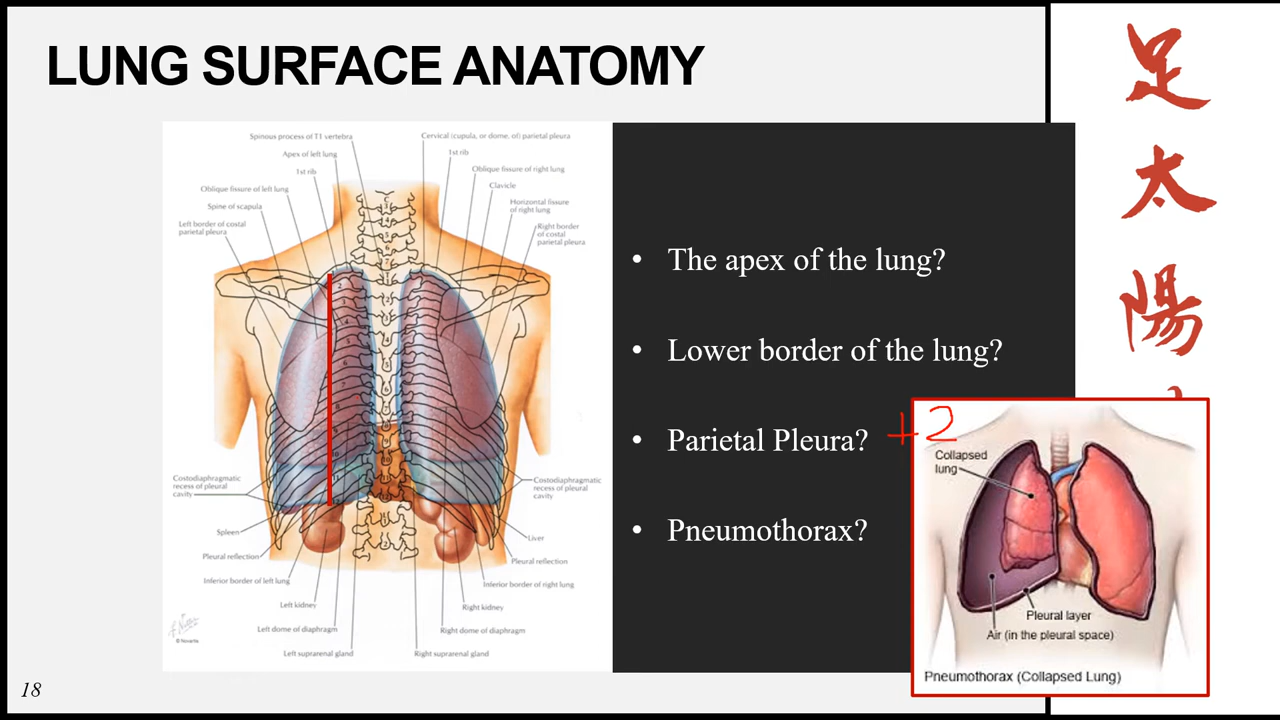 LUNG SURFACE ANATOMY
Spinous process of T1 vertebra
Apex of left lung
1st rib
Oblique fissure of left lung
Spine of scapula
Left border of costal
parietal pleura
Cervical (cupula, or dome, of) parietal pleura
1st rib
Oblique fissure of right lung
Clavicle
Horizontal fissure
of right lung
Right border
of costal
parietal pleura
Costodiaphragmatic
recess of pleural
cavity
Spleen
Pleural reflection
Inferior border of left lung
Left kidney
Left dome of diaphragm
Left suprarenal gland
Costodiaphragmatic
recess of pleural
cavity
Liver
Pleural reflection
Inferior border of right lung
Right kidney
Right dome of diaphragm
Right suprarenal gland
© Novartis
• The apex of the lung?
• Lower border of the lung?
• Parietal Pleura? +2
• Pneumothorax?
足
太
陽
Collapsed
lung
Pleural layer
Air (in the pleural space)
Pneumothorax (Collapsed Lung)
18